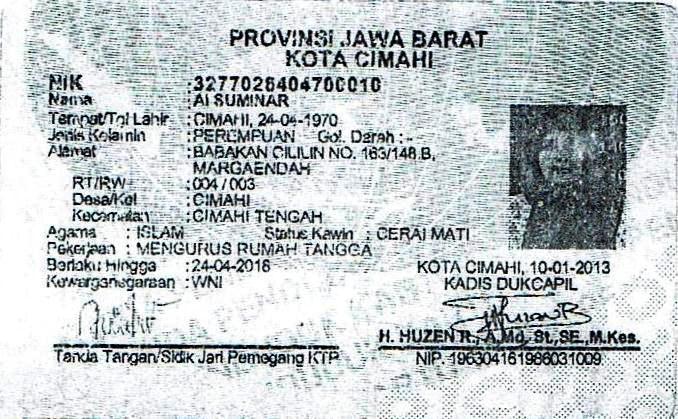 PROVINSI JAWA BARAT
KOTA CIMAHI
NIK : 3277026404700010
Nama : AI SUMINAR
Tempat/Tgl Lahir : CIMAHI, 24-04-1970
Jenis Kelamin : PEREMPUAN Gol. Darah : -
Alamat : BABAKAN CILILIN NO. 163/148.B,
MARGAENDAH
RT/RW : 004 / 003
Desa/Kel : CIMAHI
Kecamatan : CIMAHI TENGAH
Agama : ISLAM Status Kawin : CERAI MATI
Pekerjaan : MENGURUS RUMAH TANGGA
Berlaku Hingga : 24-04-2018
Kewarganegaraan : WNI
KOTA CIMAHI, 10-01-2013
KADIS DUKCAPIL
H. HUZEN R., A.Md, St., SE., M.Kes.
Tanda Tangan/Sidik Jari Pemegang KTP
NIP. 196304161986031009